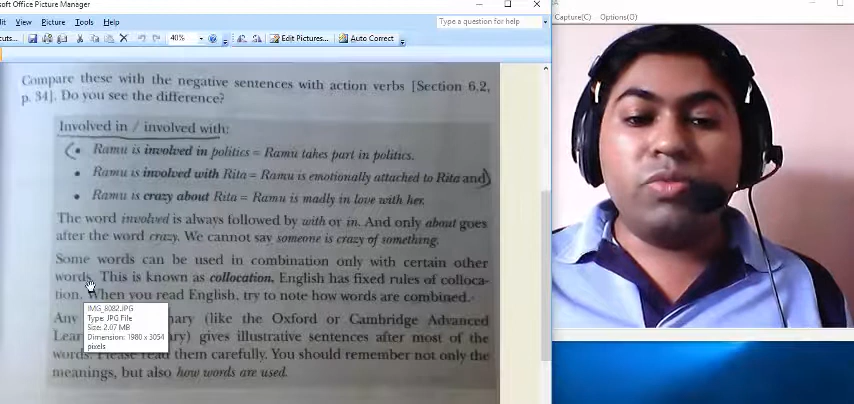 soft Office Picture Manager
dit View Picture Tools Help
Type a question for help
cuts...
40%
Edit Pictures...
Auto Correct
Capture(C) Options(O)
Compare these with the negative sentences with action verbs [Section 6.2,
p. 34]. Do you see the difference?
Involved in / involved with:
• Ramu is involved in politics = Ramu takes part in politics.
• Ramu is involved with Rita = Ramu is emotionally attached to Rita and
• Ramu is crazy about Rita = Ramu is madly in love with her.
The word involved is always followed by with or in. And only about goes
after the word crazy. We cannot say someone is crazy of something.
Some words can be used in combination only with certain other
words. This is known as collocation. English has fixed rules of colloca-
tion. When you read English, try to note how words are combined.
Any nary (like the Oxford or Cambridge Advanced
Lear ry) gives illustrative sentences after most of the
words. Please read them carefully. You should remember not only the
meanings, but also how words are used.
IMG_8082.JPG
Type: JPG File
Size: 2.07 MB
Dimension: 1980 x 3054
pixels